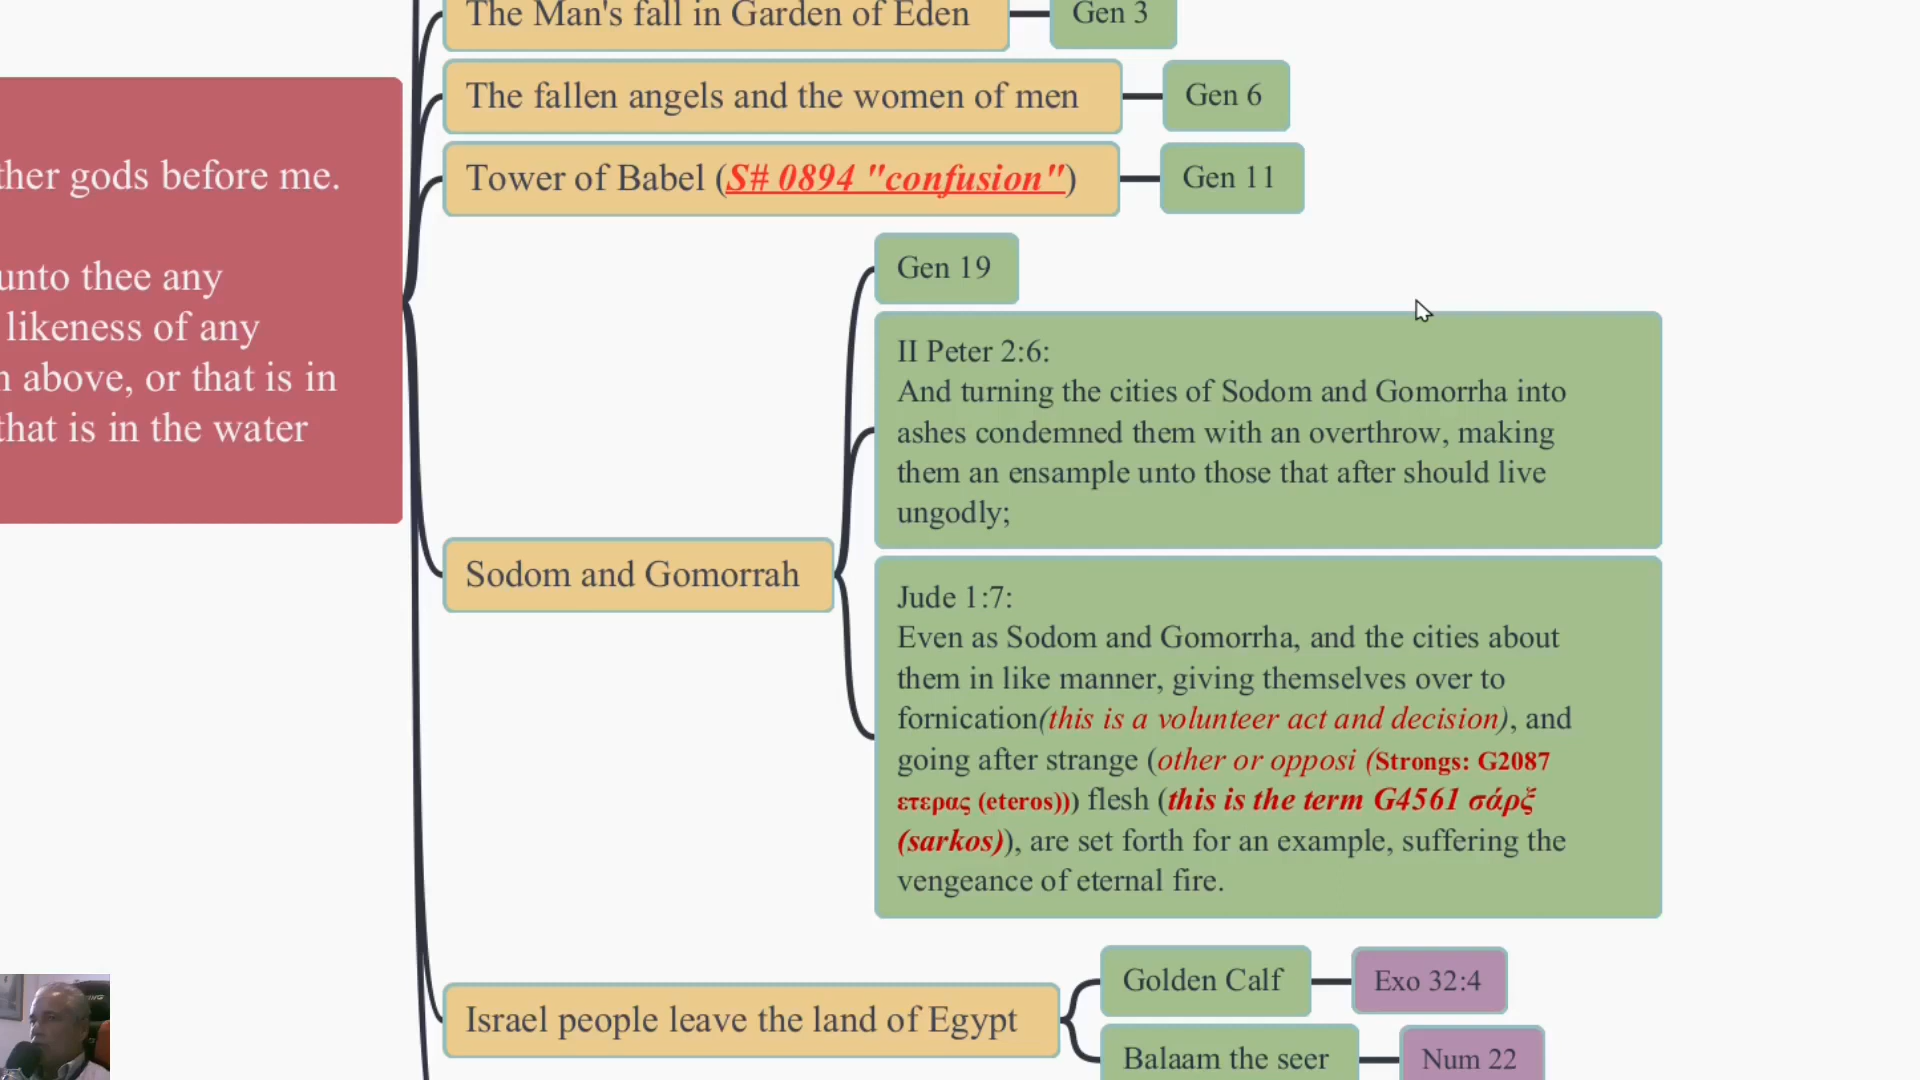 The Man's fall in Garden of Eden
Gen 3
The fallen angels and the women of men
Gen 6
Tower of Babel (S# 0894 "confusion")
Gen 11
ther gods before me.
unto thee any
likeness of any
above, or that is in
that is in the water
Gen 19
II Peter 2:6:
And turning the cities of Sodom and Gomorrha into
ashes condemned them with an overthrow, making
them an ensample unto those that after should live
ungodly;
Sodom and Gomorrah
Jude 1:7:
Even as Sodom and Gomorrha, and the cities about
them in like manner, giving themselves over to
fornication(this is a volunteer act and decision), and
going after strange (other or opposi (Strongs: G2087
ετερας (eteros))) flesh (this is the term G4561 σάρξ
(sarkos)), are set forth for an example, suffering the
vengeance of eternal fire.
Israel people leave the land of Egypt
Golden Calf
Exo 32:4
Balaam the seer
Num 22